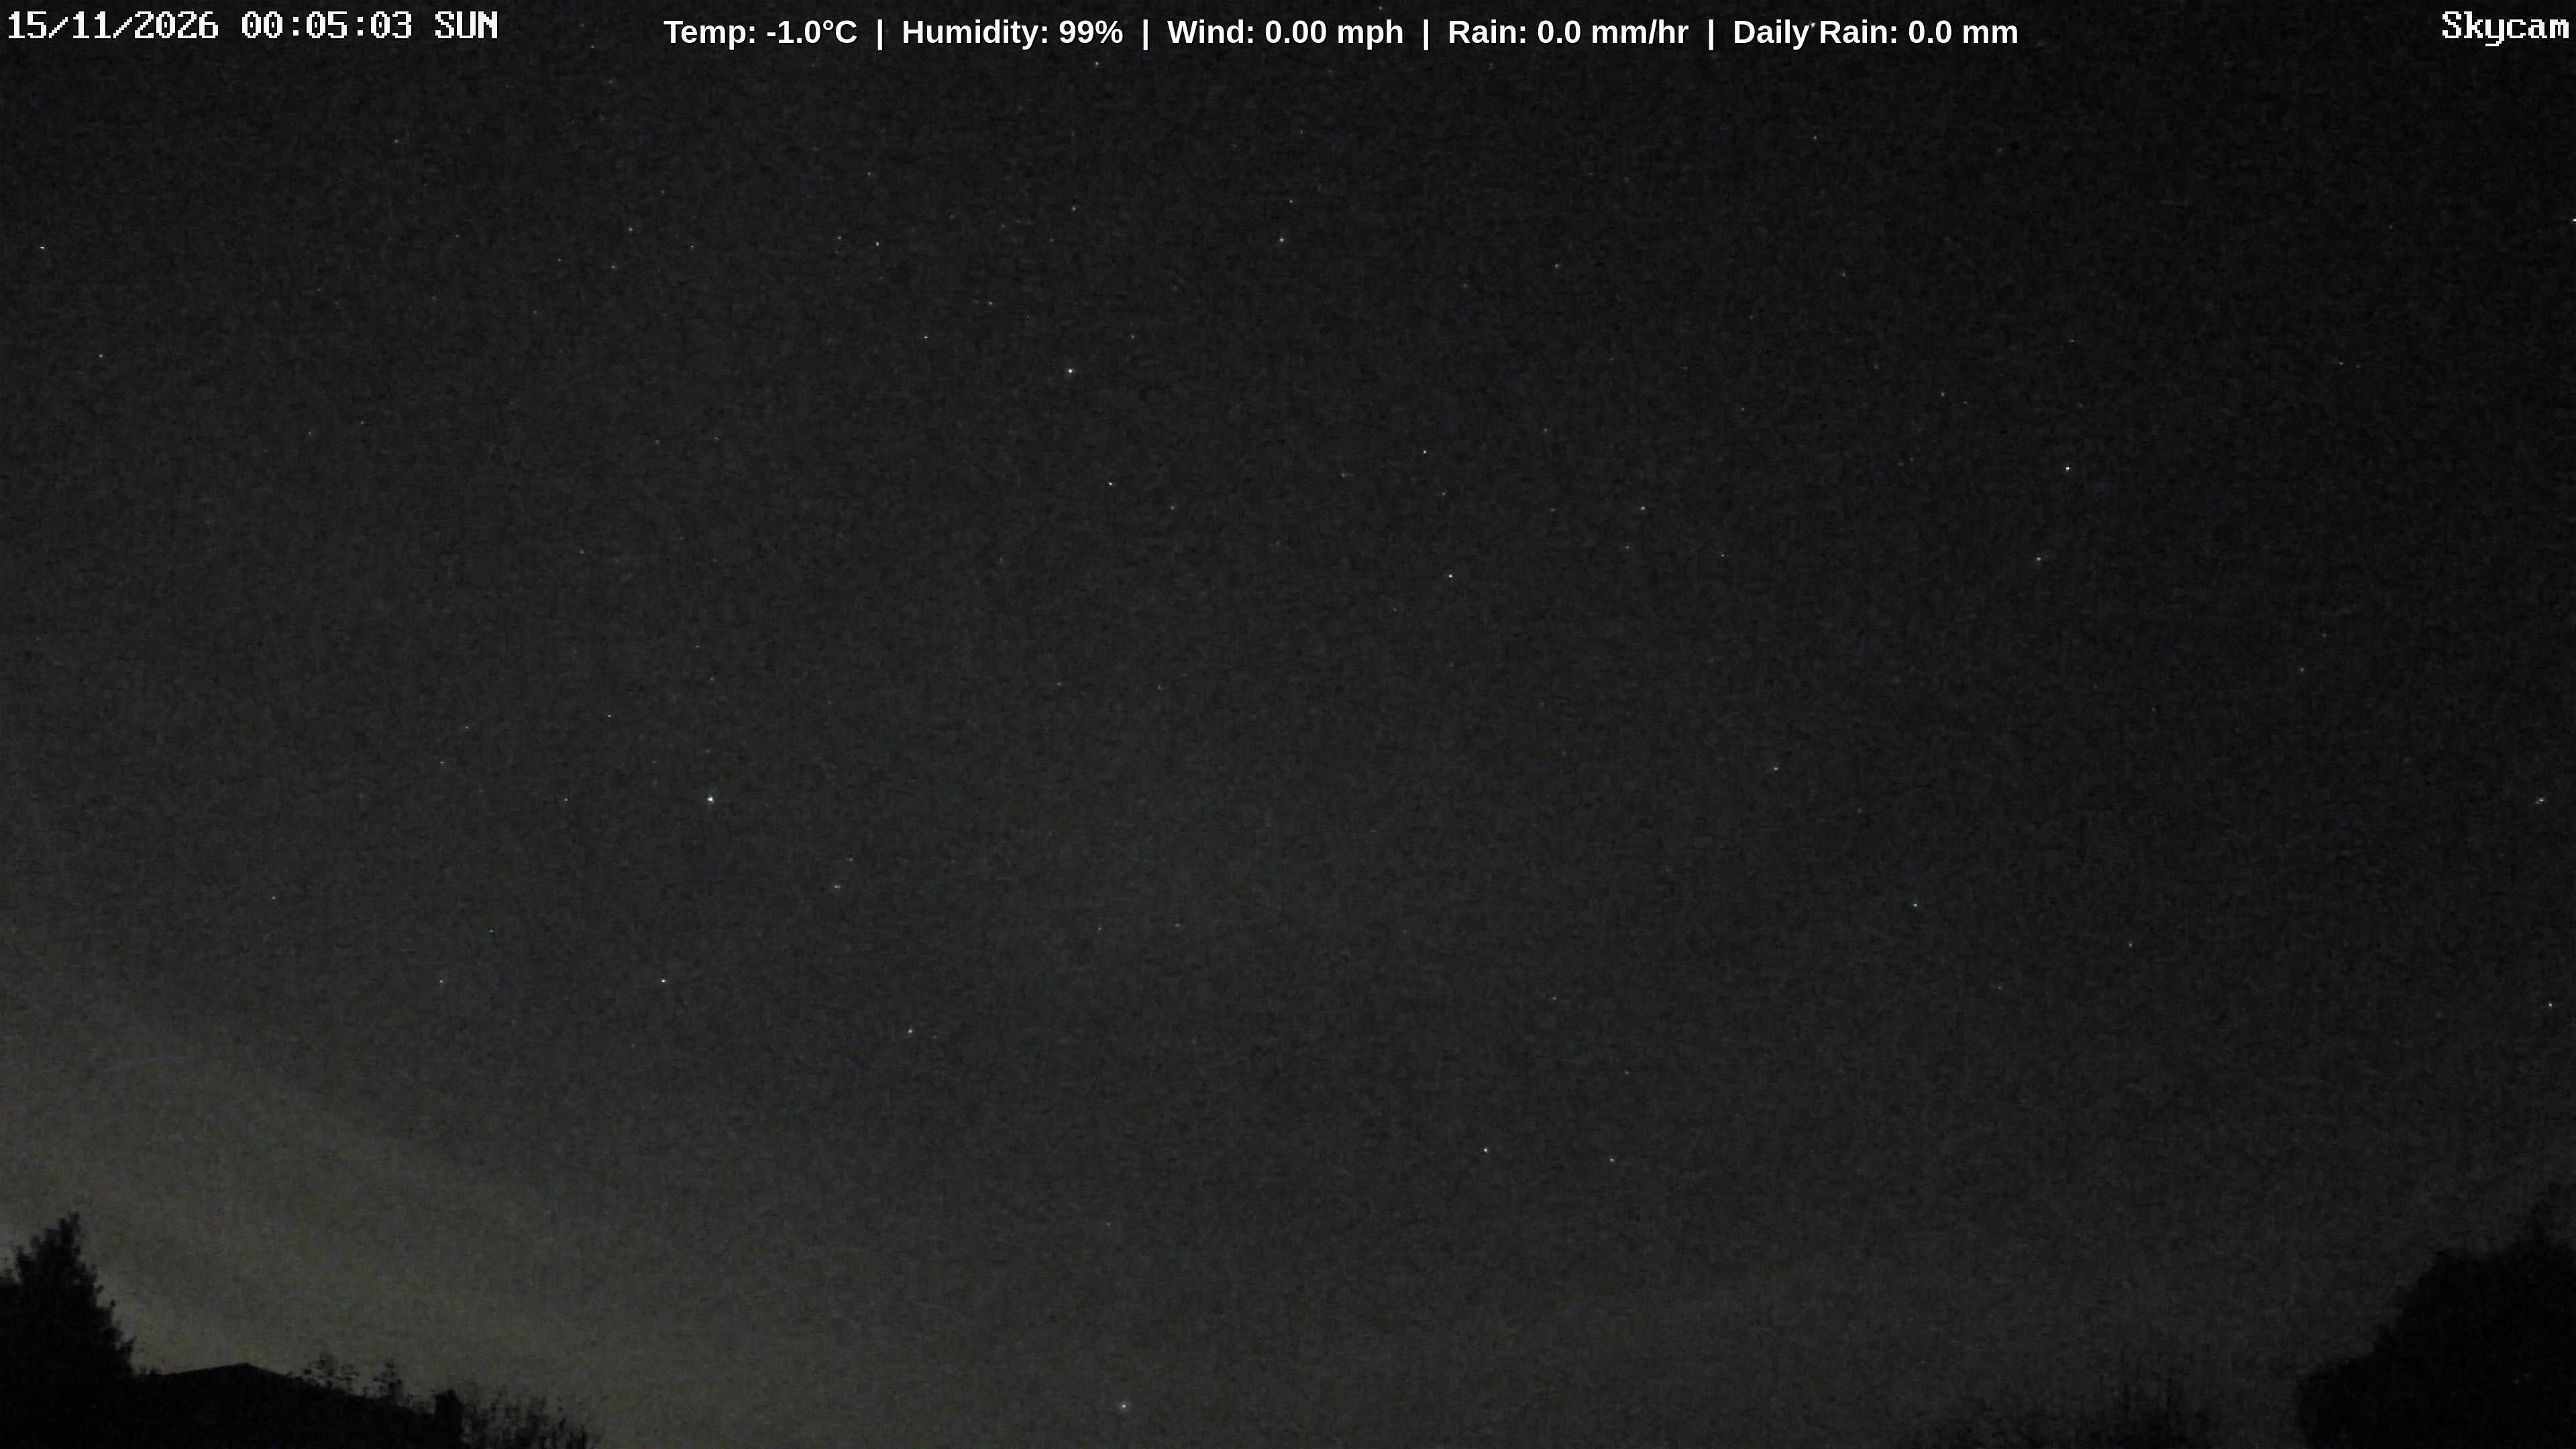 15/11/2026 00:05:03 SUN
Temp: -1.0°C | Humidity: 99% | Wind: 0.00 mph | Rain: 0.0 mm/hr | Daily Rain: 0.0 mm
Skycam